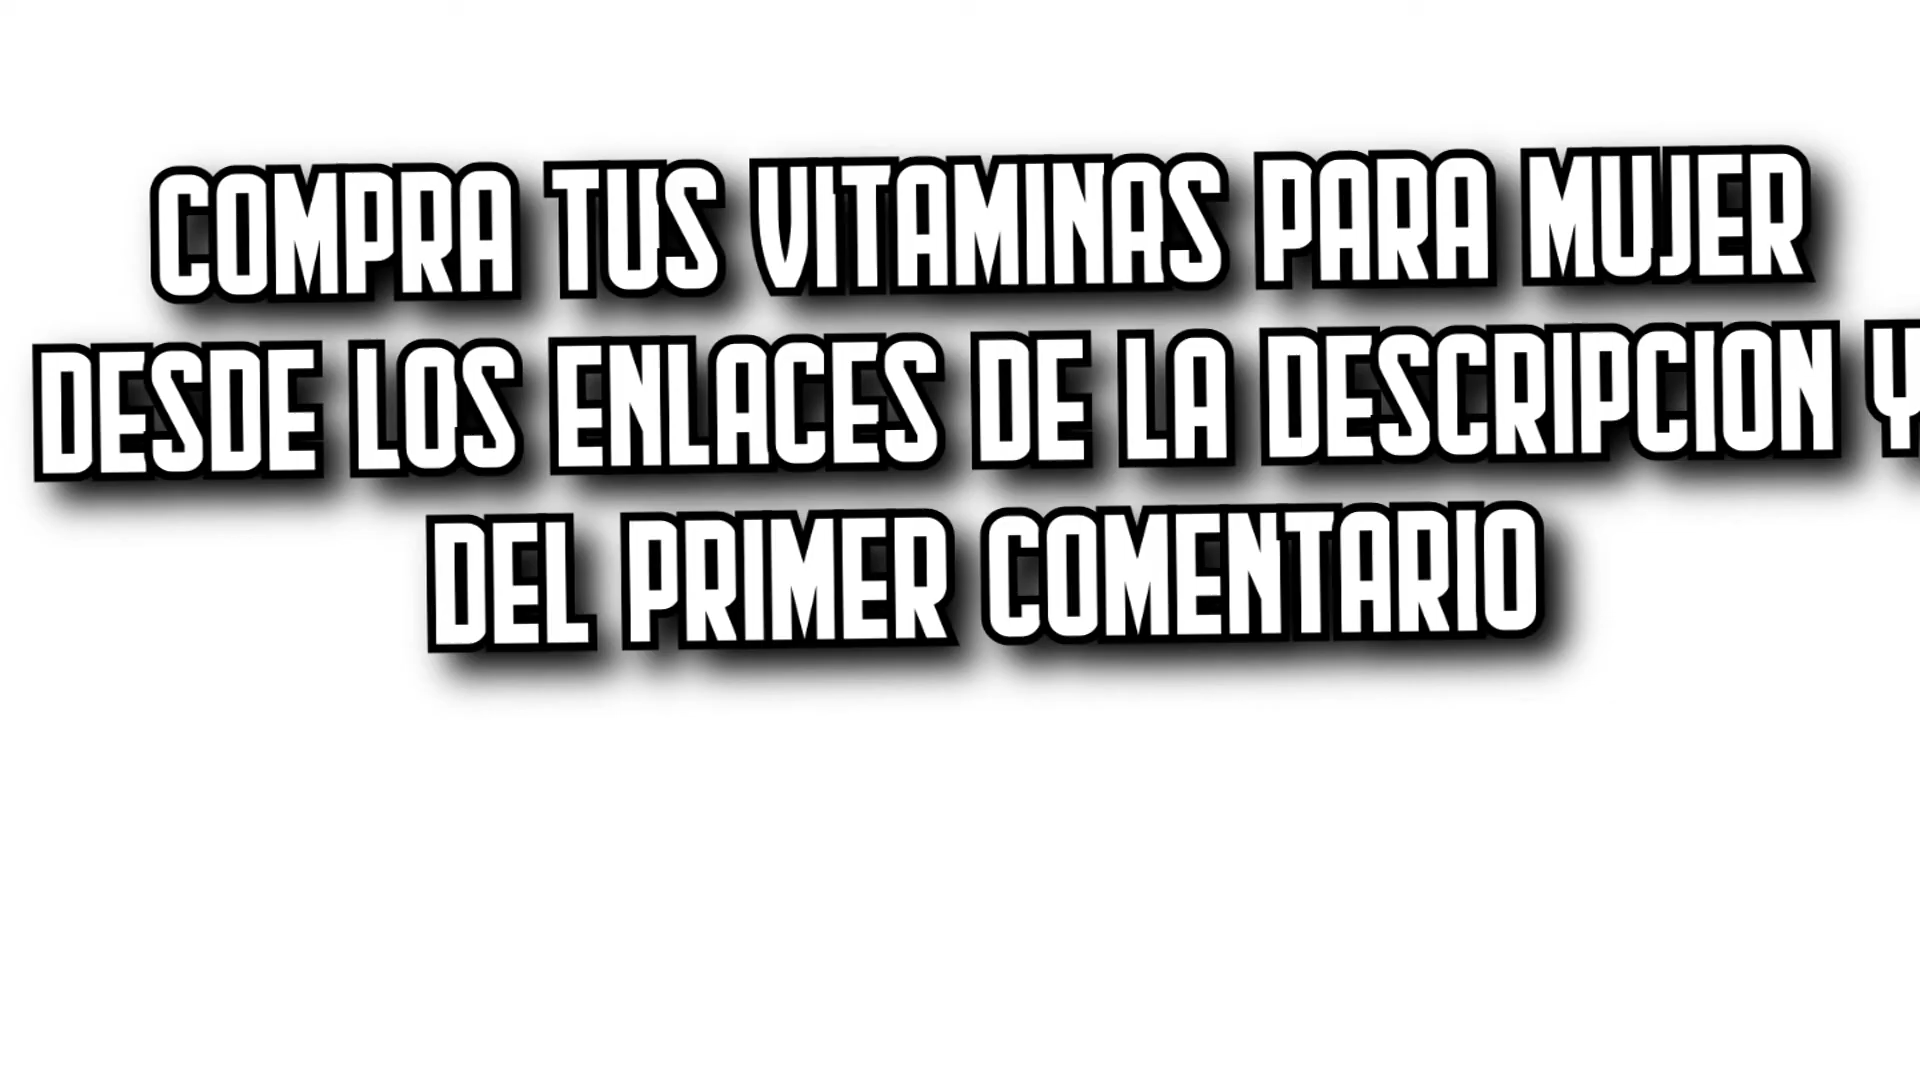 COMPRA TUS VITAMINAS PARA MUJER
DESDE LOS ENLACES DE LA DESCRIPCION Y
DEL PRIMER COMENTARIO